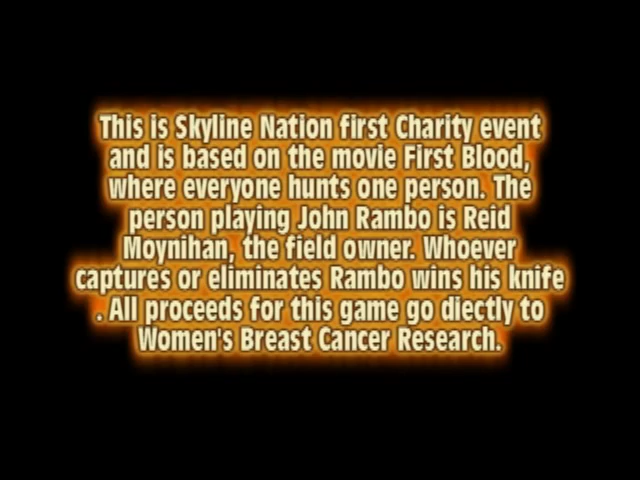 This is Skyline Nation first Charity event
and is based on the movie First Blood,
where everyone hunts one person. The
person playing John Rambo is Reid
Moynihan, the field owner. Whoever
captures or eliminates Rambo wins his knife
. All proceeds for this game go diectly to
Women's Breast Cancer Research.